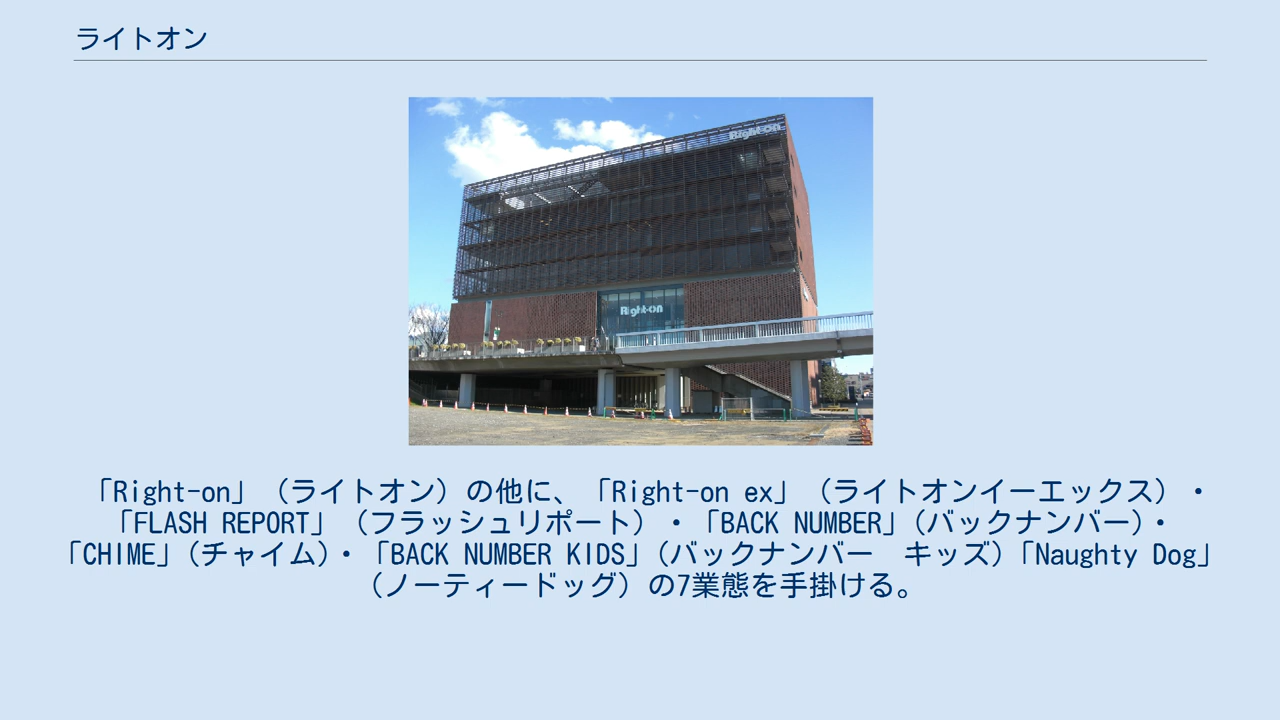 ライトオン
Right-on
Right-on
「Right-on」（ライトオン）の他に、「Right-on ex」（ライトオンイーエックス）・
「FLASH REPORT」（フラッシュリポート）・「BACK NUMBER」(バックナンバー)・
「CHIME」(チャイム)・「BACK NUMBER KIDS」(バックナンバー　キッズ)「Naughty Dog」
（ノーティードッグ）の7業態を手掛ける。